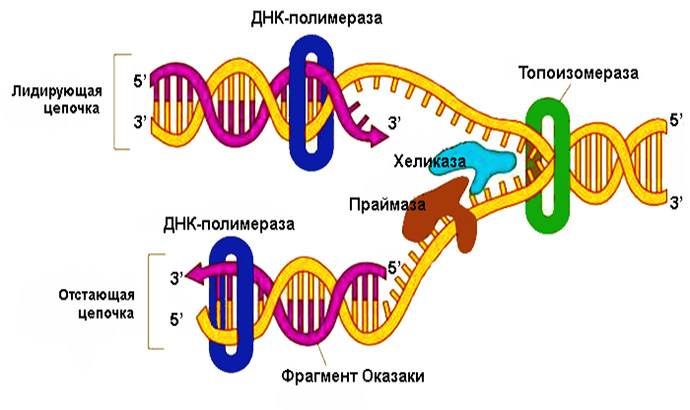 ДНК-полимераза
Топоизомераза
Лидирующая
цепочка
5’
3’
3’
5’
3’
Хеликаза
Праймаза
ДНК-полимераза
Отстающая
цепочка
3’
5’
5’
Фрагмент Оказаки